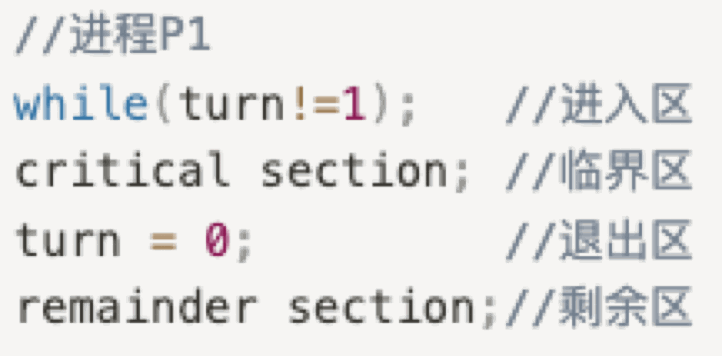 //进程P1
while(turn!=1);   //进入区
critical section; //临界区
turn = 0;         //退出区
remainder section;//剩余区